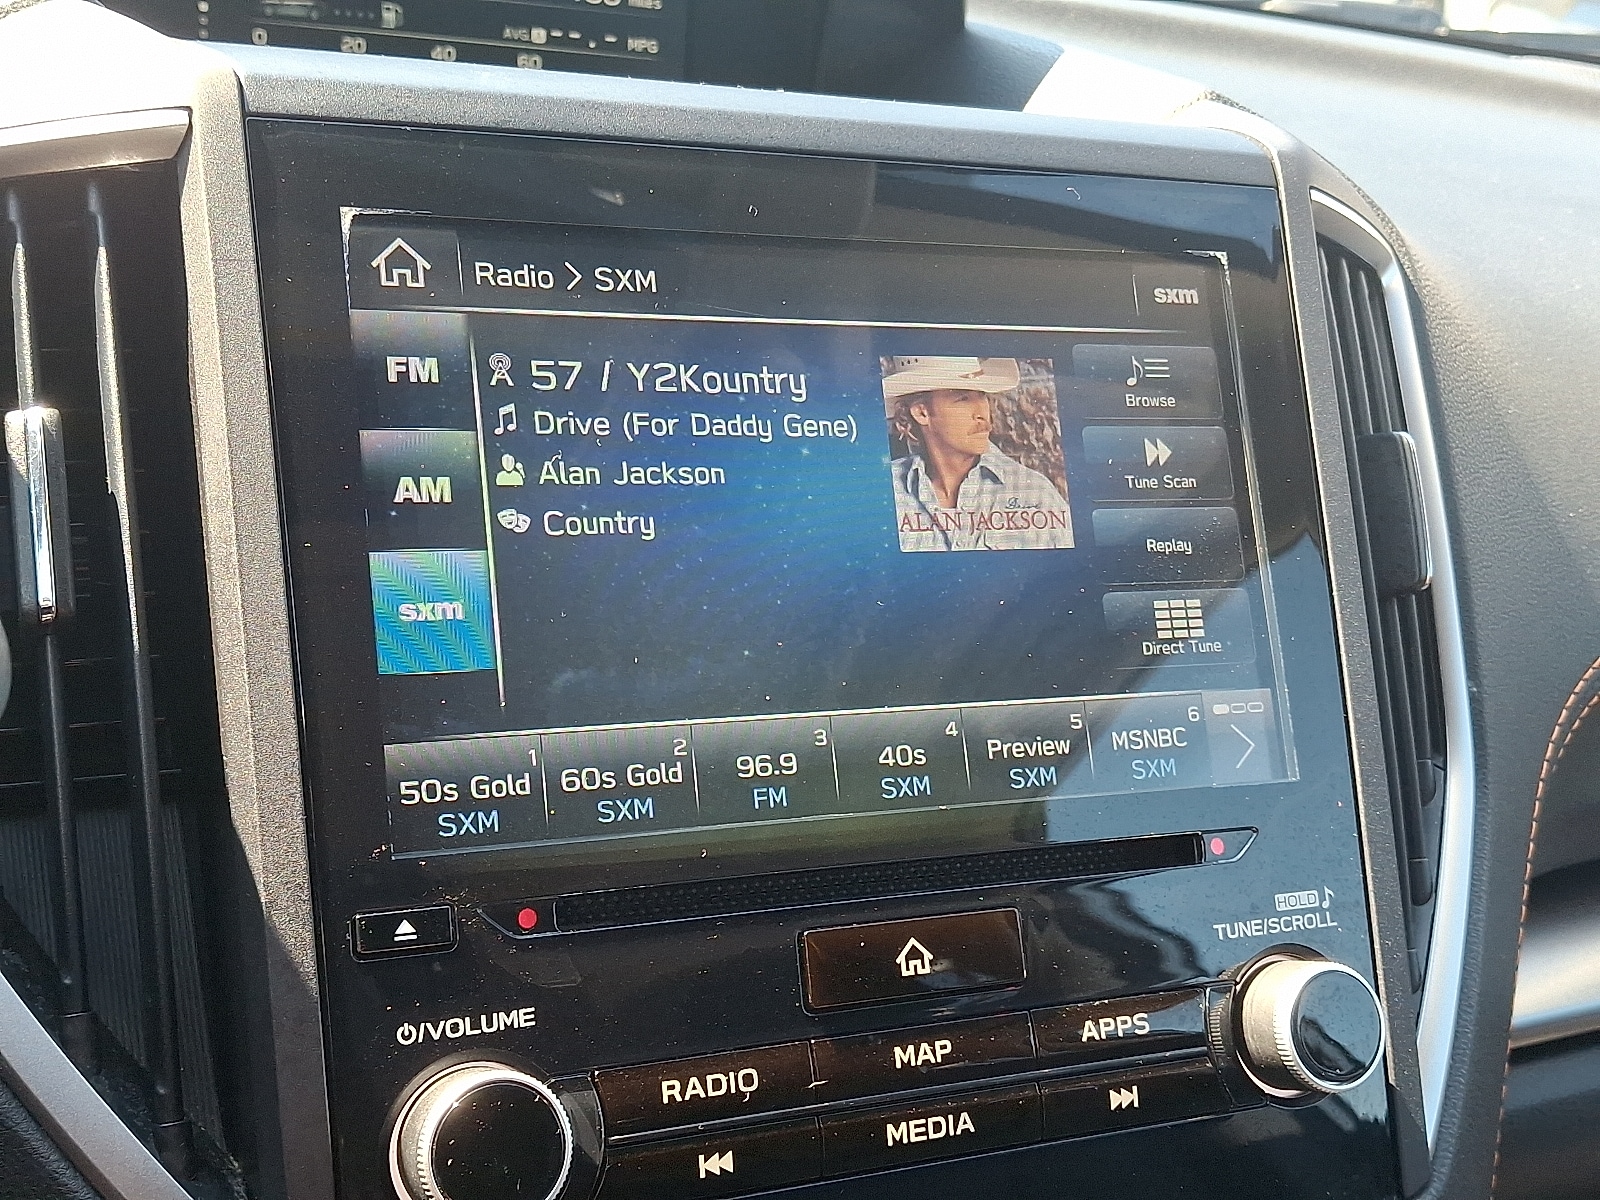 miles
AVG. MPG
0 20 40 60
Radio > SXM
sxm
FM
57 / Y2Kountry
Drive (For Daddy Gene)
Alan Jackson
Country
Drive
ALAN JACKSON
Browse
Tune Scan
Replay
Direct Tune
AM
sxm
1
50s Gold
SXM
2
60s Gold
SXM
3
96.9
FM
4
40s
SXM
5
Preview
SXM
6
MSNBC
SXM
HOLD
TUNE/SCROLL
/VOLUME
RADIO
MAP
APPS
MEDIA